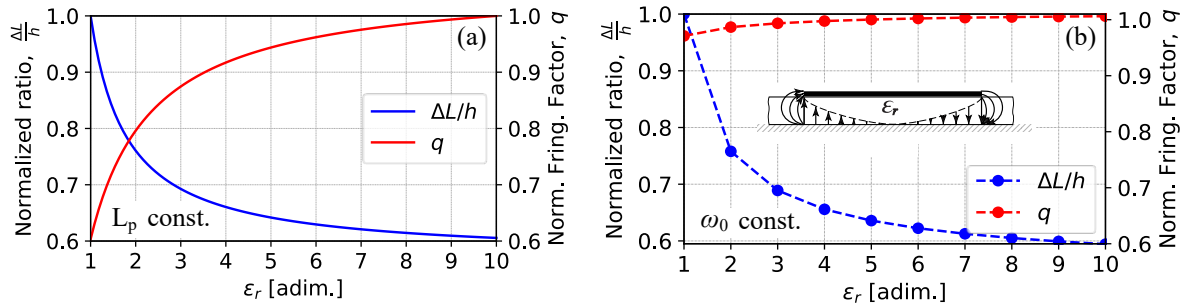 Normalized ratio, ΔL/h
1.0
0.9
0.8
0.7
0.6
(a)
ΔL/h
q
Lₚ const.
1 2 3 4 5 6 7 8 9 10
εᵣ [adim.]
1.0
0.9
0.8
0.7
0.6
Norm. Fring. Factor, q
Normalized ratio, ΔL/h
1.0
0.9
0.8
0.7
0.6
(b)
εᵣ
ΔL/h
q
ω₀ const.
1 2 3 4 5 6 7 8 9 10
εᵣ [adim.]
1.0
0.9
0.8
0.7
0.6
Norm. Fring. Factor, q